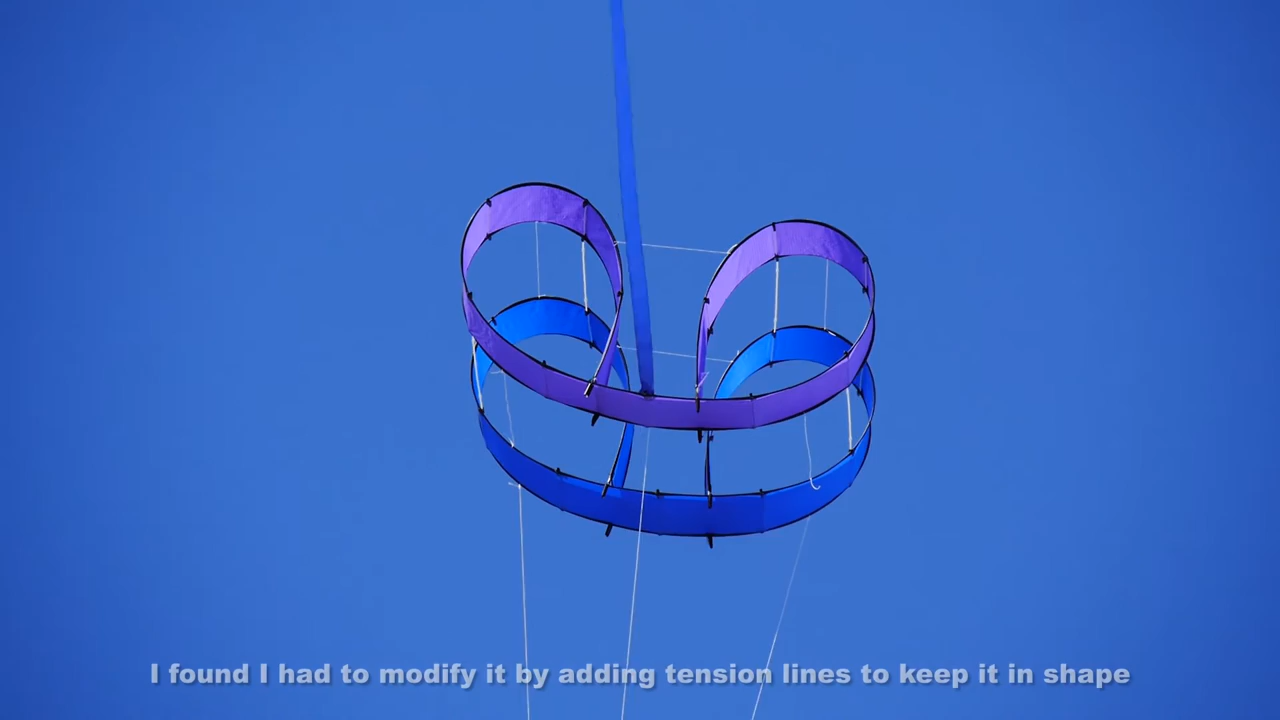 I found I had to modify it by adding tension lines to keep it in shape